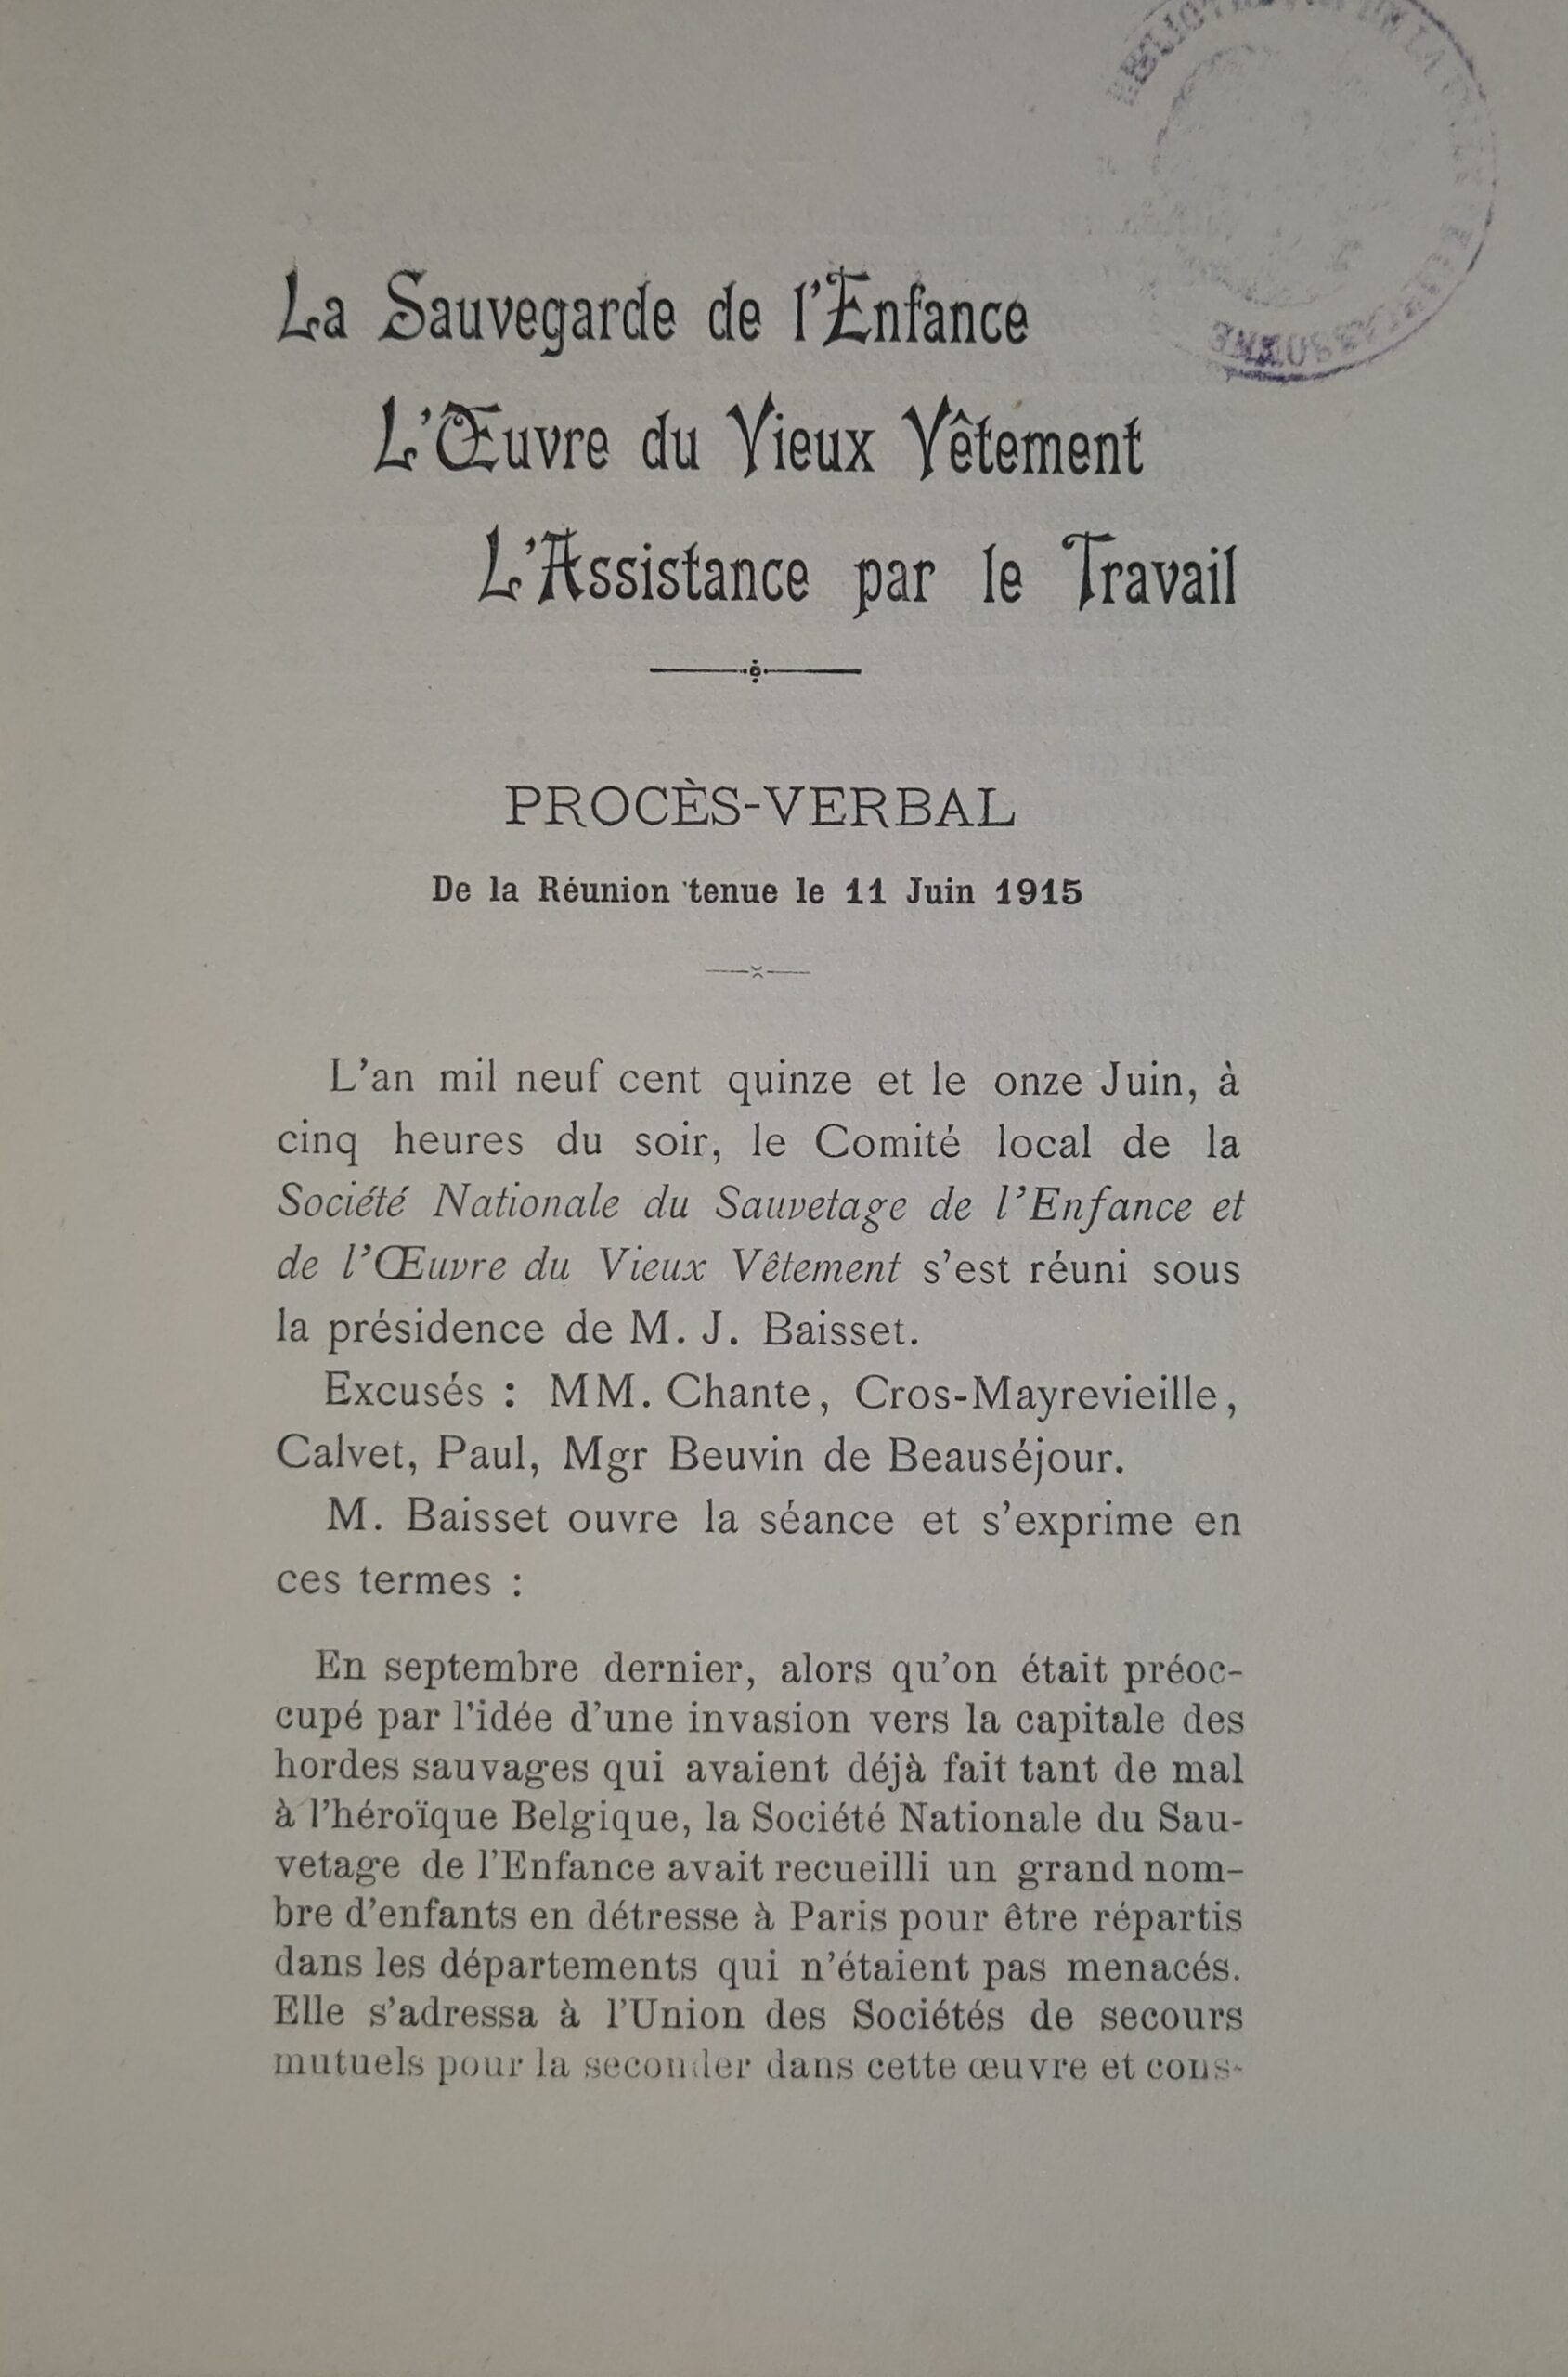 BIBLIOTHÈQUE DE LA
La Sauvegarde de l'Enfance
L'Œuvre du Vieux Vêtement
L'Assistance par le Travail
PROCÈS-VERBAL
De la Réunion tenue le 11 Juin 1915
L'an mil neuf cent quinze et le onze Juin, à
cinq heures du soir, le Comité local de la
Société Nationale du Sauvetage de l'Enfance et
de l'Œuvre du Vieux Vêtement s'est réuni sous
la présidence de M. J. Baisset.
Excusés : MM. Chante, Cros-Mayrevieille,
Calvet, Paul, Mgr Beuvin de Beauséjour.
M. Baisset ouvre la séance et s'exprime en
ces termes :
En septembre dernier, alors qu'on était préoc-
cupé par l'idée d'une invasion vers la capitale des
hordes sauvages qui avaient déjà fait tant de mal
à l'héroïque Belgique, la Société Nationale du Sau-
vetage de l'Enfance avait recueilli un grand nom-
bre d'enfants en détresse à Paris pour être répartis
dans les départements qui n'étaient pas menacés.
Elle s'adressa à l'Union des Sociétés de secours
mutuels pour la seconder dans cette œuvre et cons-